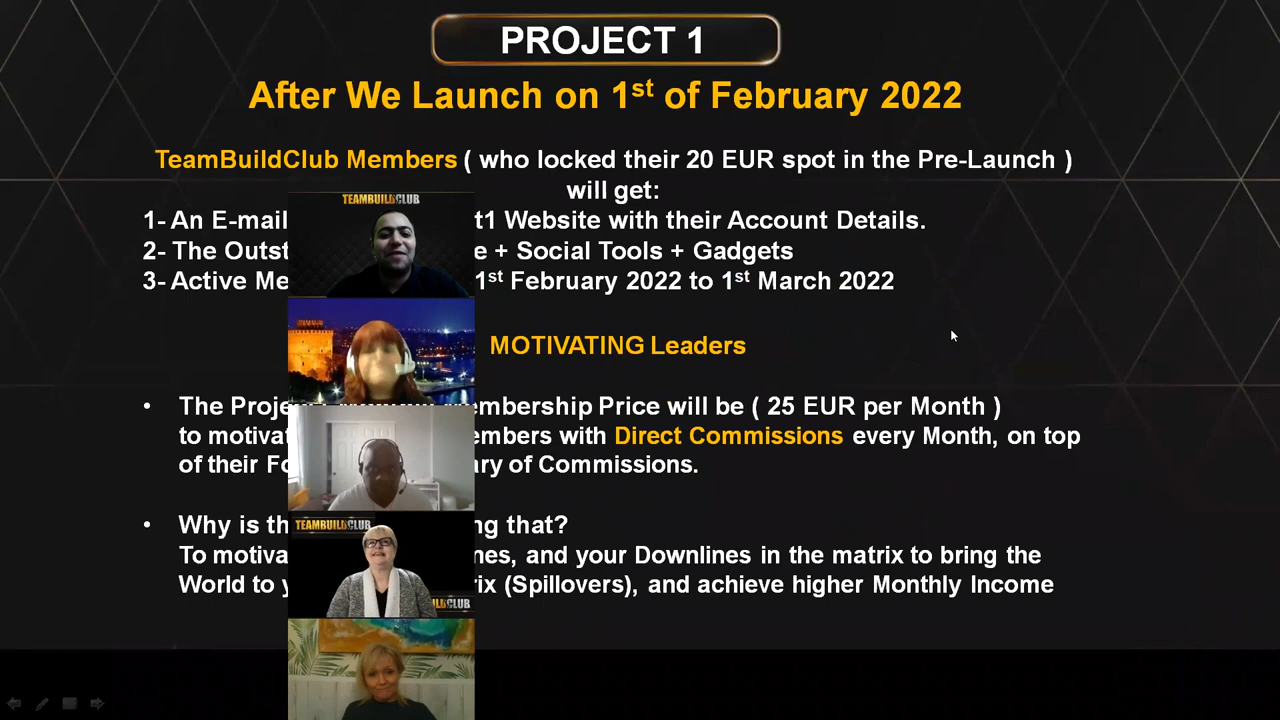 PROJECT 1
After We Launch on 1st of February 2022
TeamBuildClub Members ( who locked their 20 EUR spot in the Pre-Launch )
will get:
TEAMBUILDCLUB
1- An E-mail t1 Website with their Account Details.
2- The Outst e + Social Tools + Gadgets
3- Active Me 1st February 2022 to 1st March 2022
MOTIVATING Leaders
• The Proje embership Price will be ( 25 EUR per Month )
to motivat embers with Direct Commissions every Month, on top
of their Fo ary of Commissions.
TEAMBUILDCLUB
• Why is th ng that?
To motiva nes, and your Downlines in the matrix to bring the
World to y rix (Spillovers), and achieve higher Monthly Income
ILDCLUB